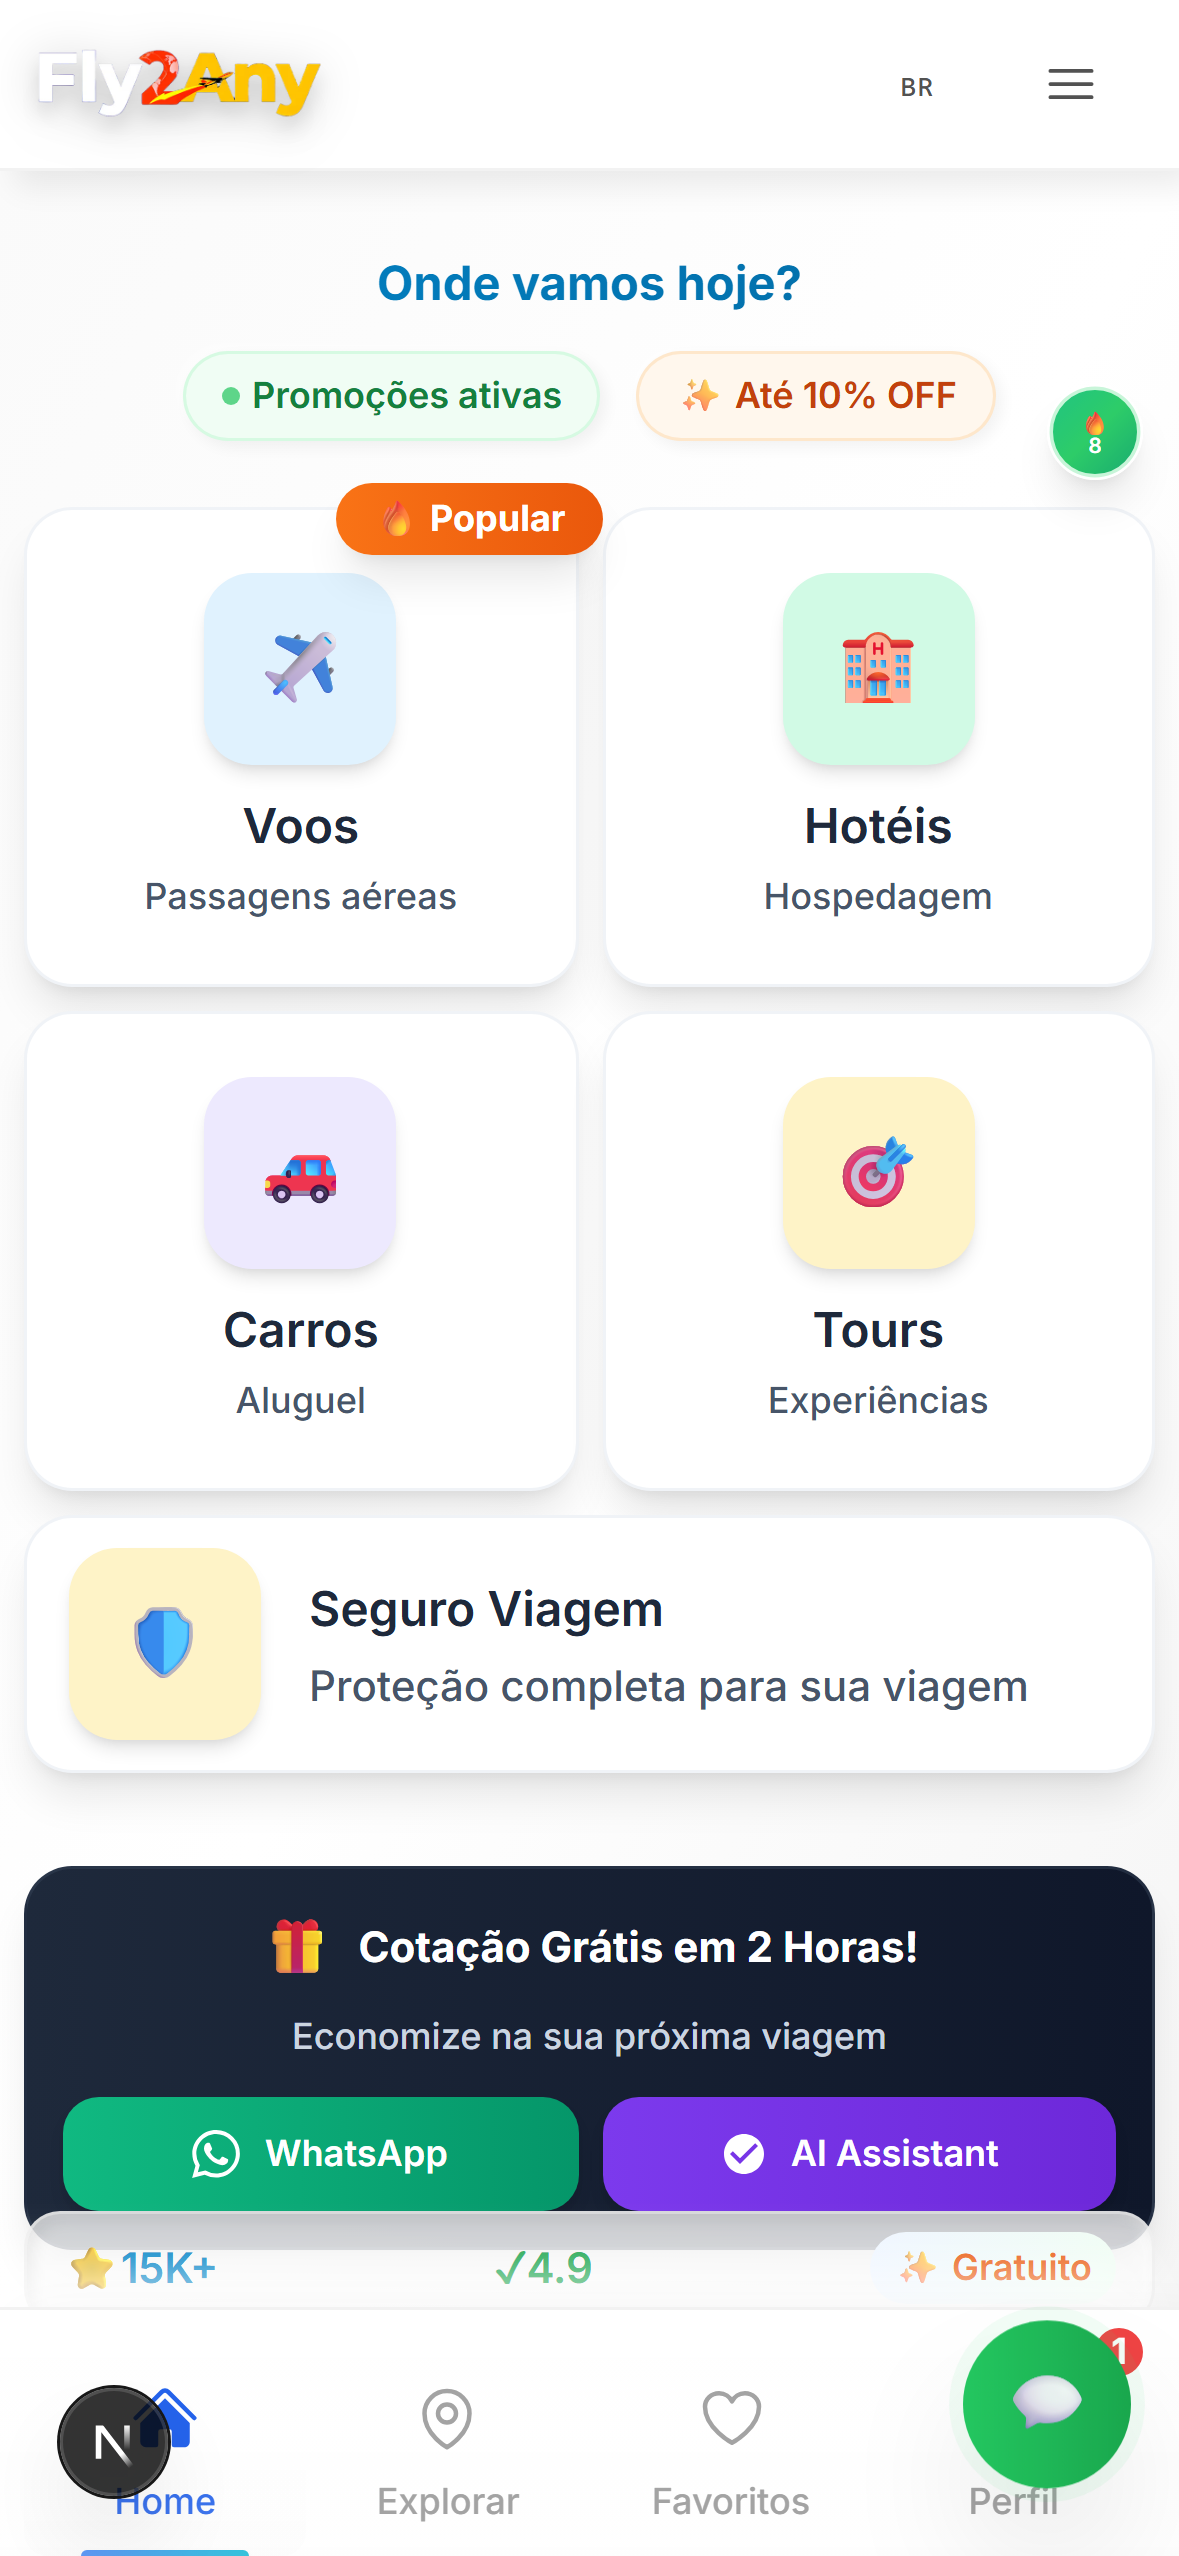 Fly2Any
BR
Onde vamos hoje?
Promoções ativas
Até 10% OFF
8
Popular
Voos
Passagens aéreas
H
Hotéis
Hospedagem
Carros
Aluguel
Tours
Experiências
Seguro Viagem
Proteção completa para sua viagem
Cotação Grátis em 2 Horas!
Economize na sua próxima viagem
WhatsApp
AI Assistant
15K+
✓4.9
Gratuito
1
N
Home
Explorar
Favoritos
Perfil